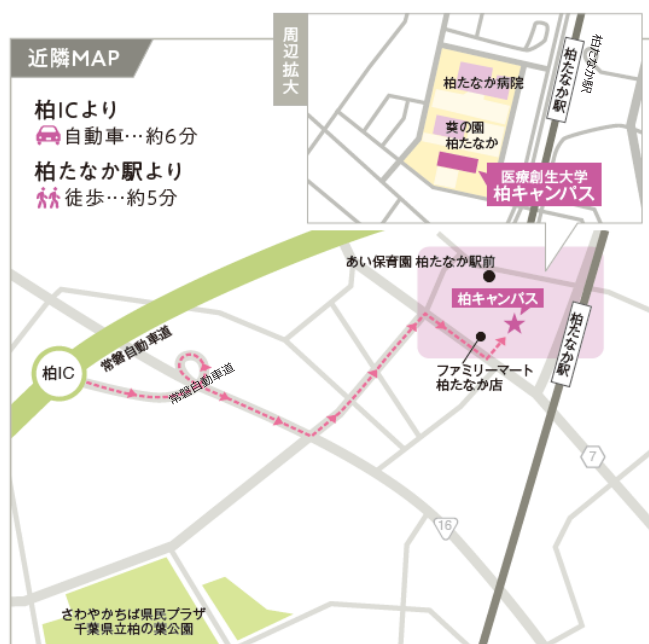 近隣MAP
柏ICより
自動車…約6分
柏たなか駅より
徒歩…約5分
周辺拡大
柏たなか病院
葵の園
柏たなか
医療創生大学
柏キャンパス
柏たなか駅
柏たなか駅
あい保育園 柏たなか駅前
柏キャンパス
ファミリーマート
柏たなか店
柏たなか駅
常磐自動車道
常磐自動車道
柏IC
7
16
さわやかちば県民プラザ
千葉県立柏の葉公園